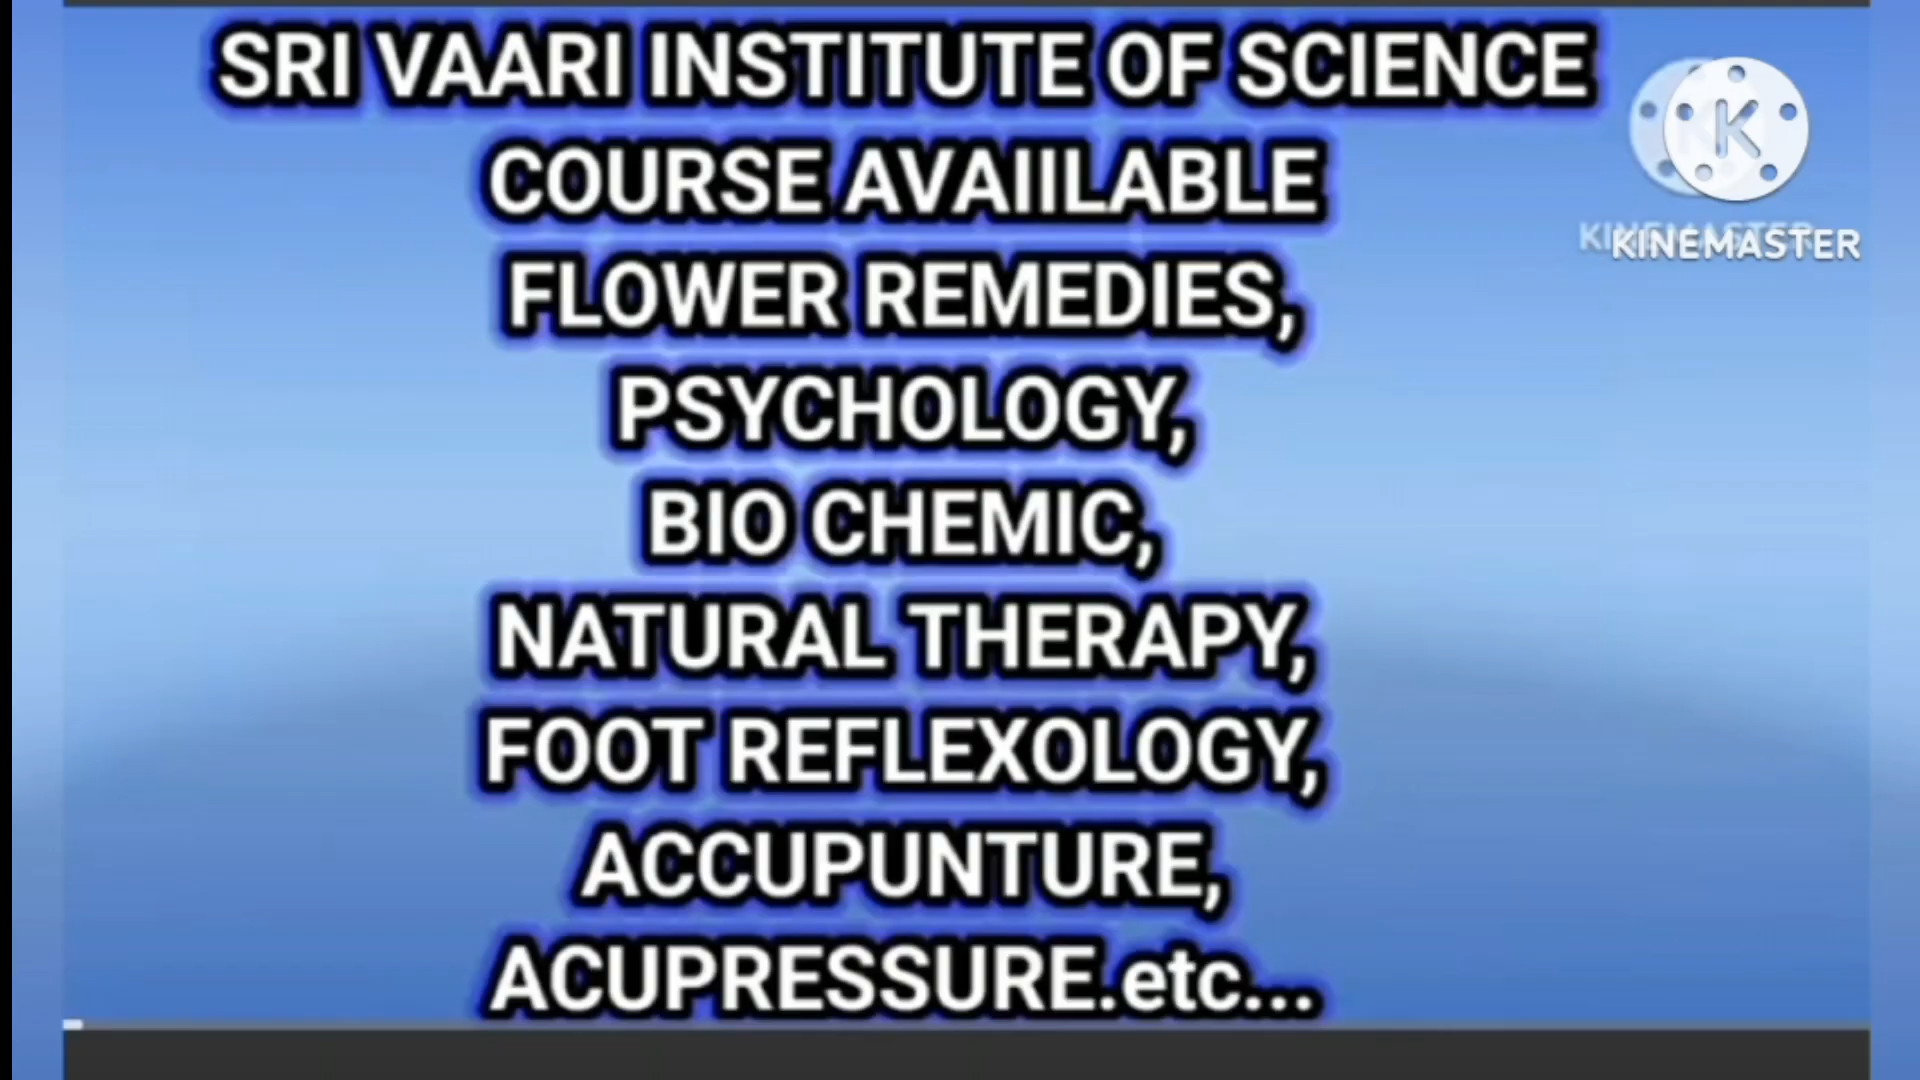 SRI VAARI INSTITUTE OF SCIENCE
COURSE AVAIILABLE
FLOWER REMEDIES,
PSYCHOLOGY,
BIO CHEMIC,
NATURAL THERAPY,
FOOT REFLEXOLOGY,
ACCUPUNTURE,
ACUPRESSURE.etc...
K
KINEMASTER
KINEMASTER